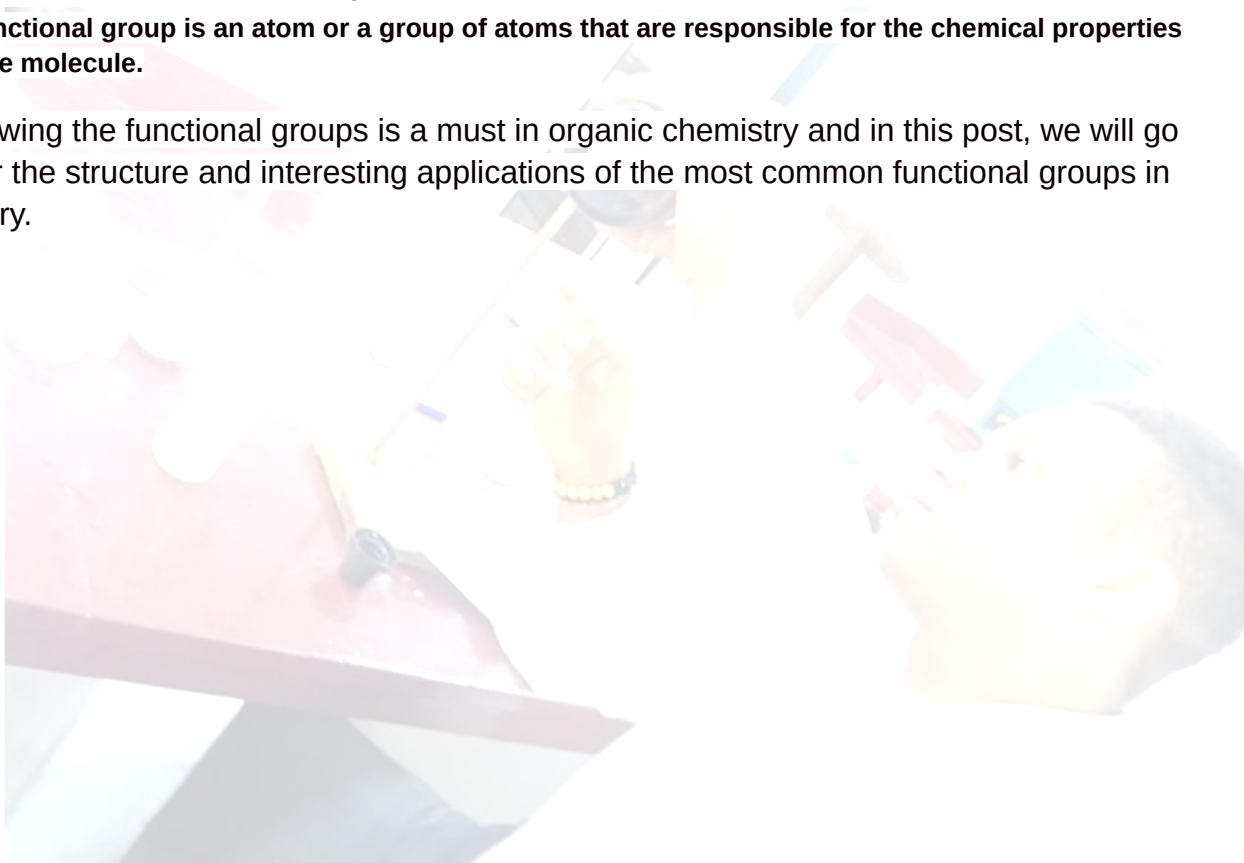 nctional group is an atom or a group of atoms that are responsible for the chemical properties
e molecule.
wing the functional groups is a must in organic chemistry and in this post, we will go
r the structure and interesting applications of the most common functional groups in
ry.